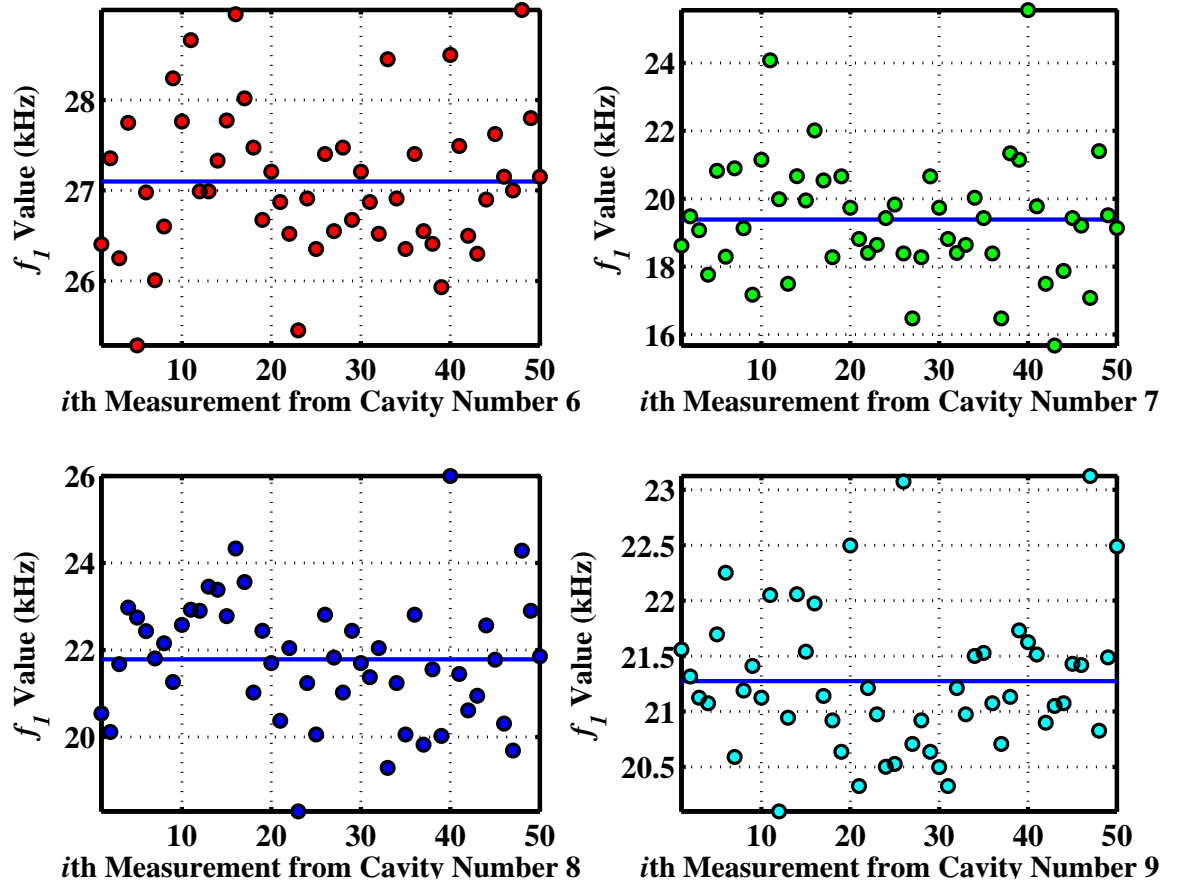 f1 Value (kHz)
28
27
26
10 20 30 40 50
ith Measurement from Cavity Number 6
f1 Value (kHz)
24
22
20
18
16
10 20 30 40 50
ith Measurement from Cavity Number 7
f1 Value (kHz)
26
24
22
20
10 20 30 40 50
ith Measurement from Cavity Number 8
f1 Value (kHz)
23
22.5
22
21.5
21
20.5
10 20 30 40 50
ith Measurement from Cavity Number 9